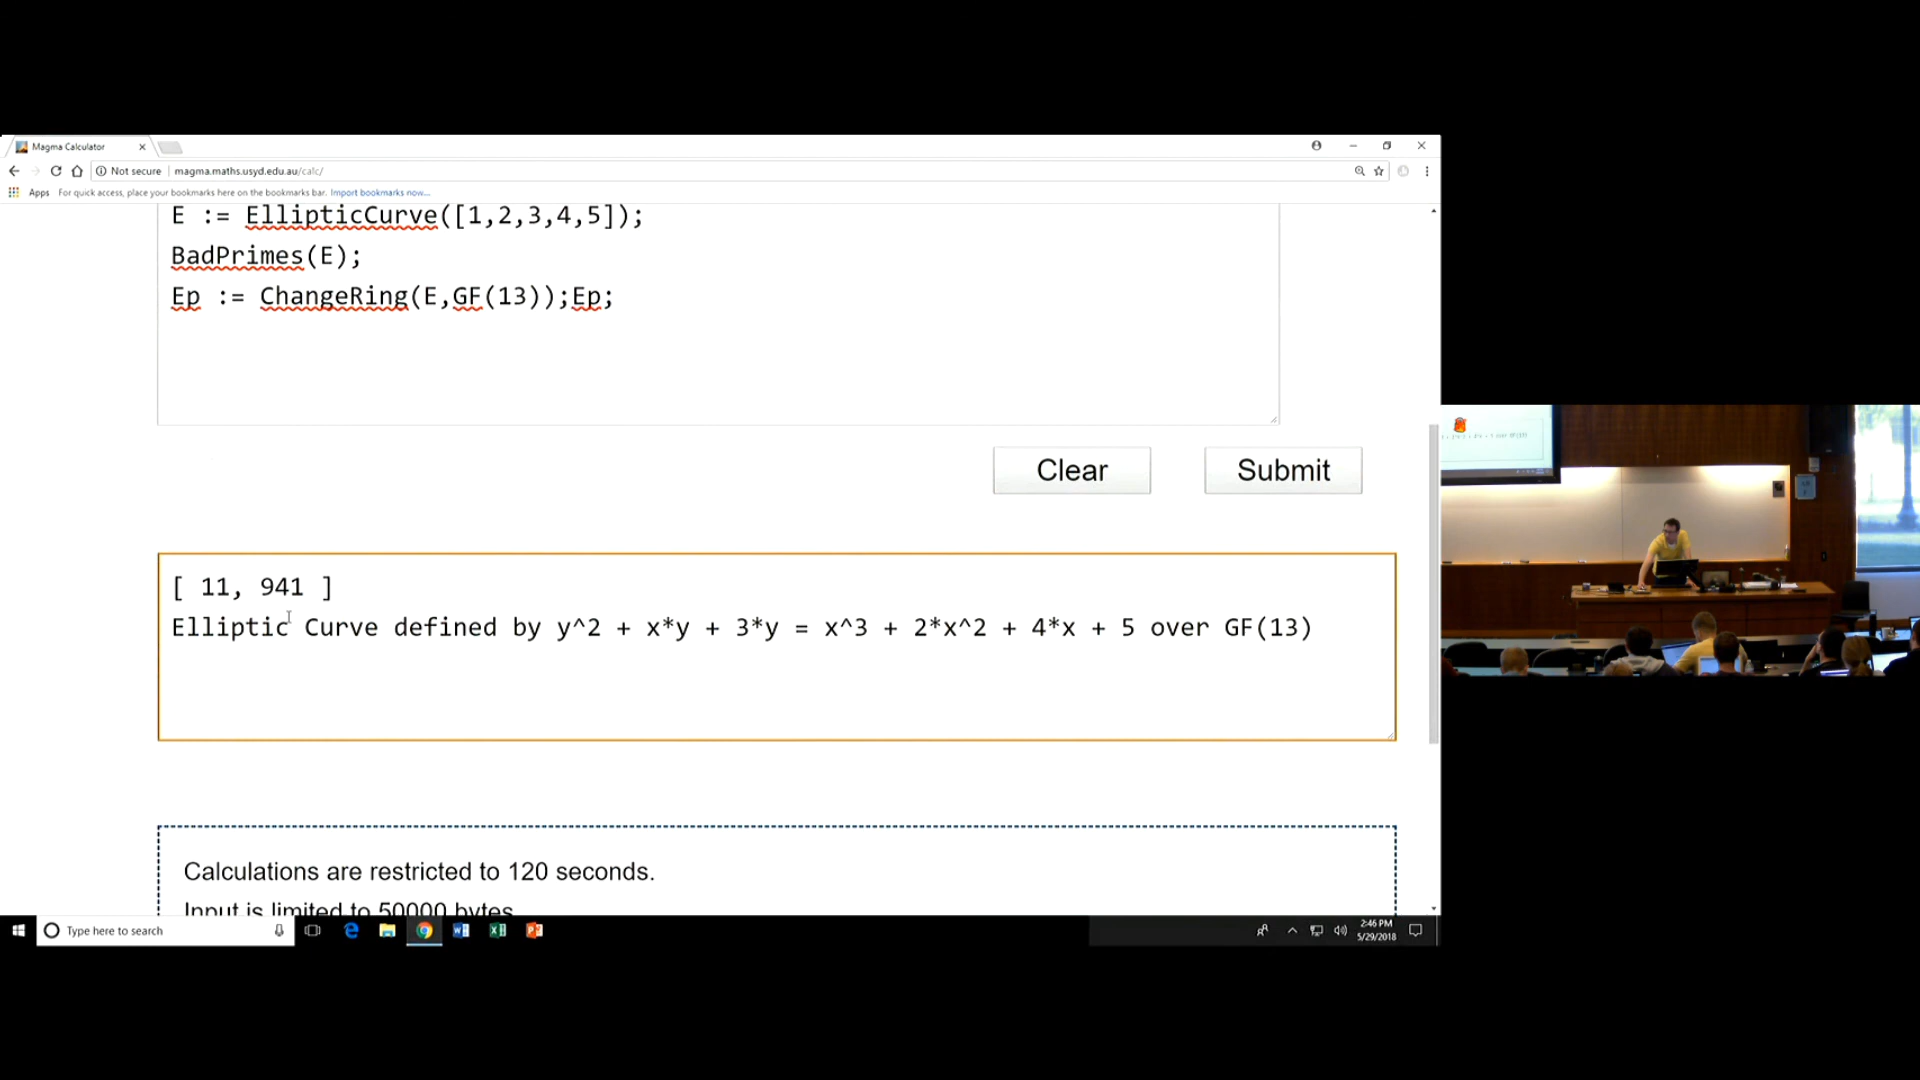 Magma Calculator
Not secure | magma.maths.usyd.edu.au/calc/
Apps For quick access, place your bookmarks here on the bookmarks bar. Import bookmarks now...
E := EllipticCurve([1,2,3,4,5]);
BadPrimes(E);
Ep := ChangeRing(E,GF(13));Ep;
Clear Submit
[ 11, 941 ]
Elliptic Curve defined by y^2 + x*y + 3*y = x^3 + 2*x^2 + 4*x + 5 over GF(13)
Calculations are restricted to 120 seconds.
Input is limited to 50000 bytes
Type here to search
2:46 PM
5/29/2018